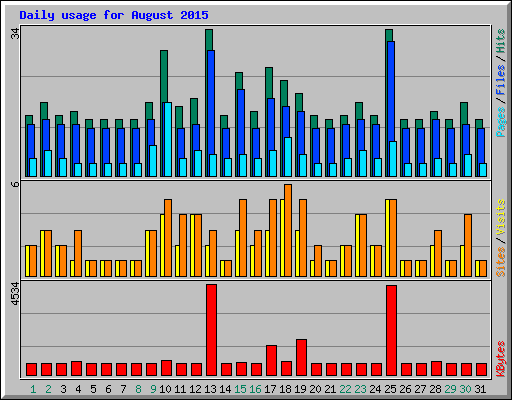 Daily usage for August 2015
34
Pages / Files / Hits
6
Sites / Visits
4534
KBytes
1 2 3 4 5 6 7 8 9 10 11 12 13 14 15 16 17 18 19 20 21 22 23 24 25 26 27 28 29 30 31